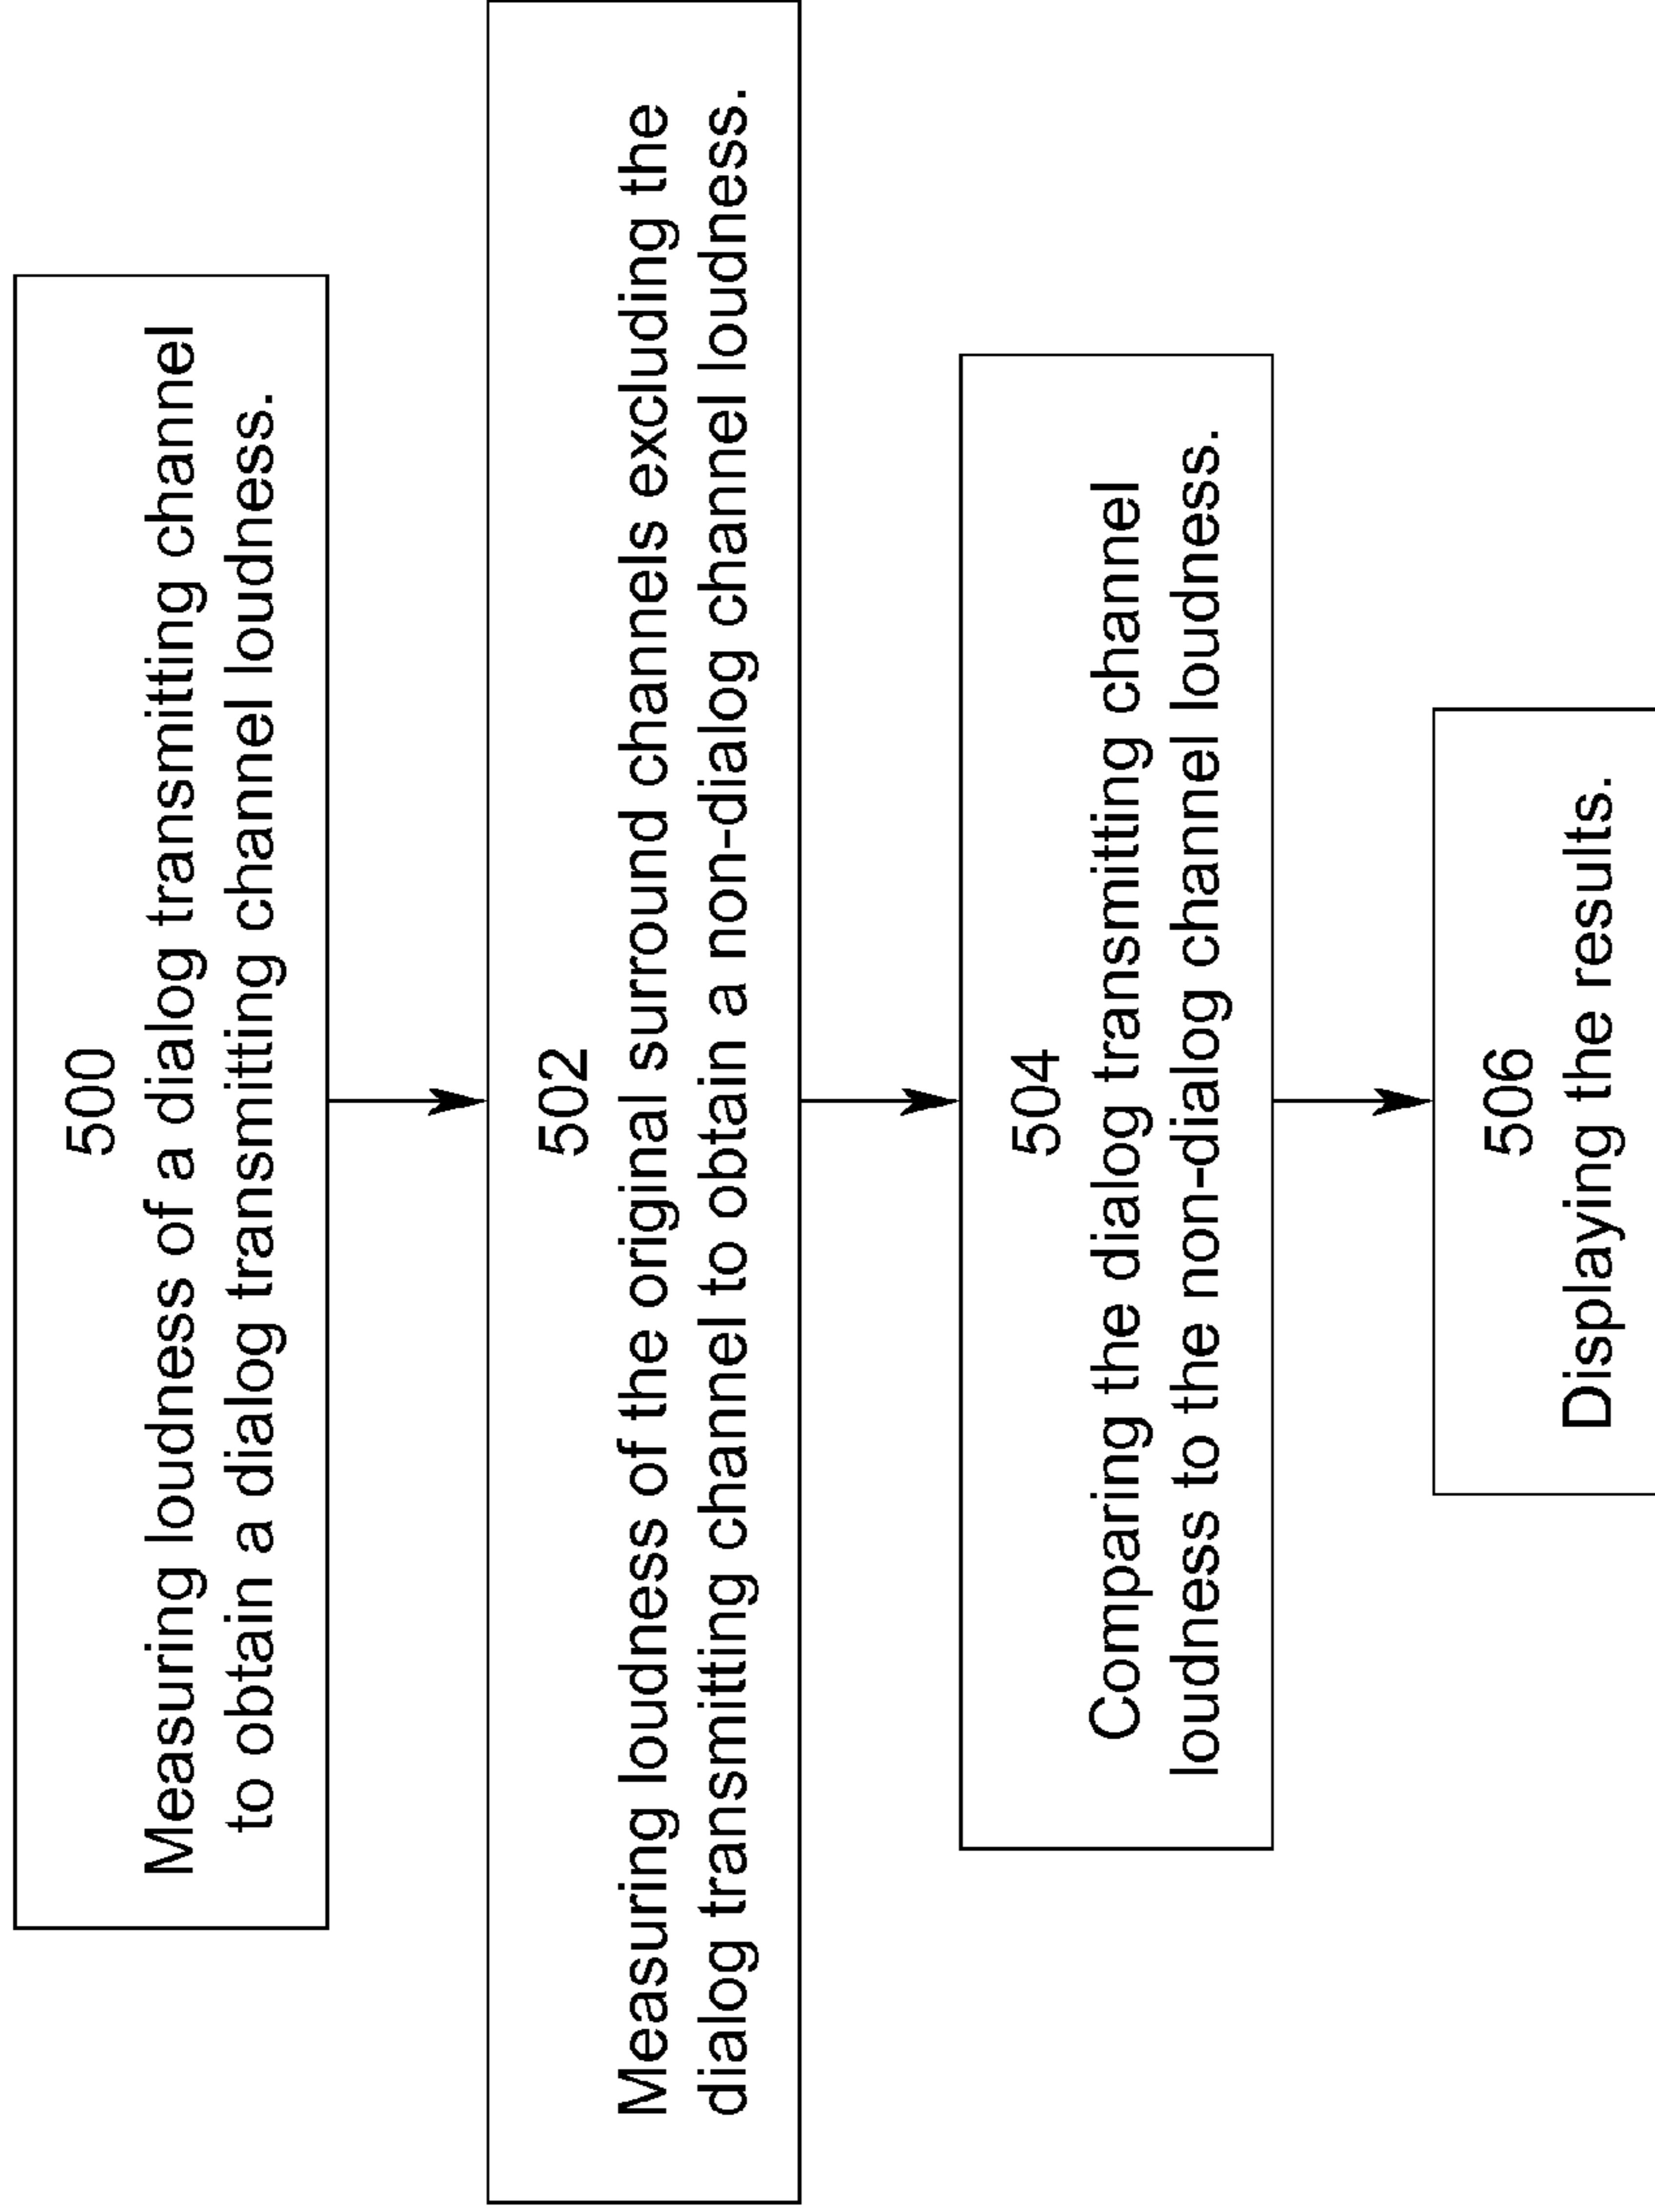 500
Measuring loudness of a dialog transmitting channel
to obtain a dialog transmitting channel loudness.
502
Measuring loudness of the original surround channels excluding the
dialog transmitting channel to obtain a non-dialog channel loudness.
504
Comparing the dialog transmitting channel
loudness to the non-dialog channel loudness.
506
Displaying the results.